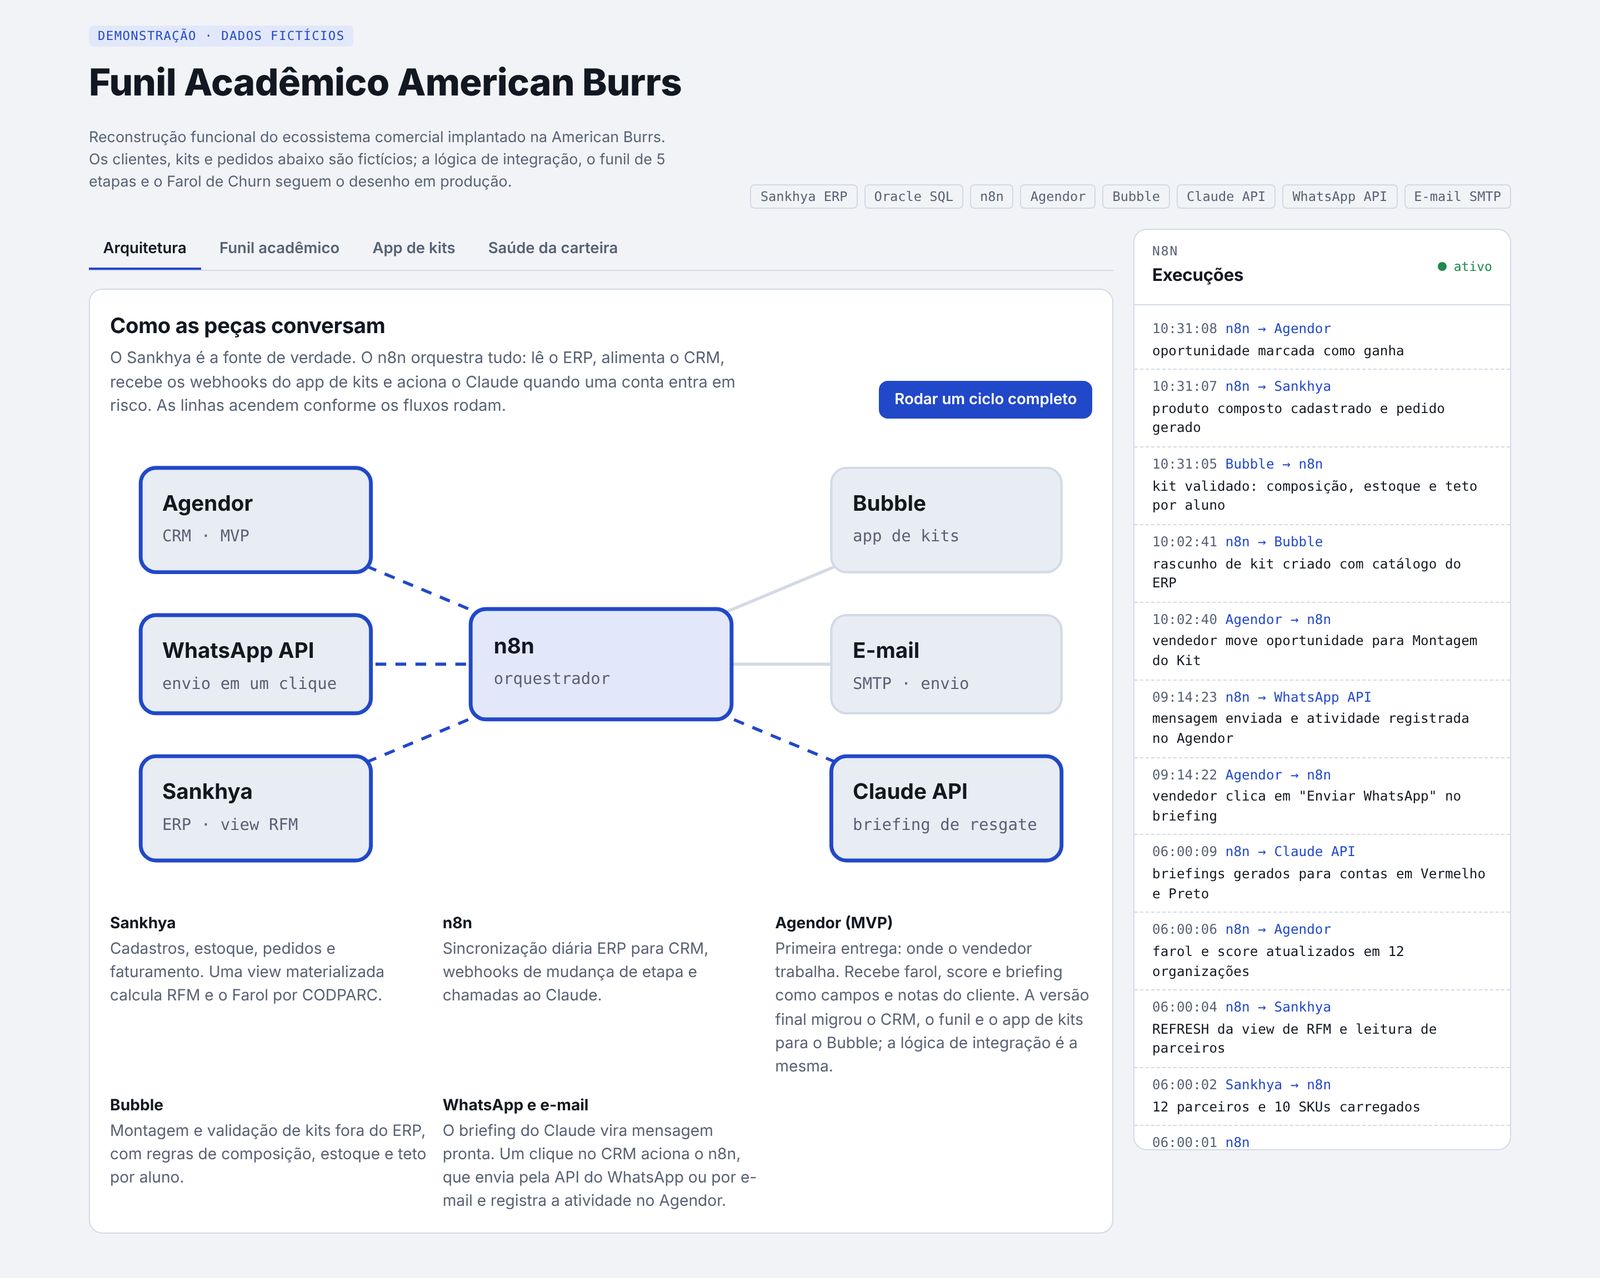 DEMONSTRAÇÃO · DADOS FICTÍCIOS
Funil Acadêmico American Burrs
Reconstrução funcional do ecossistema comercial implantado na American Burrs.
Os clientes, kits e pedidos abaixo são fictícios; a lógica de integração, o funil de 5
etapas e o Farol de Churn seguem o desenho em produção.
Sankhya ERP
Oracle SQL
n8n
Agendor
Bubble
Claude API
WhatsApp API
E-mail SMTP
Arquitetura
Funil acadêmico
App de kits
Saúde da carteira
Como as peças conversam
O Sankhya é a fonte de verdade. O n8n orquestra tudo: lê o ERP, alimenta o CRM,
recebe os webhooks do app de kits e aciona o Claude quando uma conta entra em
risco. As linhas acendem conforme os fluxos rodam.
Rodar um ciclo completo
Agendor
CRM · MVP
Bubble
app de kits
WhatsApp API
envio em um clique
n8n
orquestrador
E-mail
SMTP · envio
Sankhya
ERP · view RFM
Claude API
briefing de resgate
Sankhya
Cadastros, estoque, pedidos e
faturamento. Uma view materializada
calcula RFM e o Farol por CODPARC.
n8n
Sincronização diária ERP para CRM,
webhooks de mudança de etapa e
chamadas ao Claude.
Agendor (MVP)
Primeira entrega: onde o vendedor
trabalha. Recebe farol, score e briefing
como campos e notas do cliente. A versão
final migrou o CRM, o funil e o app de kits
para o Bubble; a lógica de integração é a
mesma.
Bubble
Montagem e validação de kits fora do ERP,
com regras de composição, estoque e teto
por aluno.
WhatsApp e e-mail
O briefing do Claude vira mensagem
pronta. Um clique no CRM aciona o n8n,
que envia pela API do WhatsApp ou por e-
mail e registra a atividade no Agendor.
N8N
Execuções
ativo
10:31:08 n8n → Agendor
oportunidade marcada como ganha
10:31:07 n8n → Sankhya
produto composto cadastrado e pedido
gerado
10:31:05 Bubble → n8n
kit validado: composição, estoque e teto
por aluno
10:02:41 n8n → Bubble
rascunho de kit criado com catálogo do
ERP
10:02:40 Agendor → n8n
vendedor move oportunidade para Montagem
do Kit
09:14:23 n8n → WhatsApp API
mensagem enviada e atividade registrada
no Agendor
09:14:22 Agendor → n8n
vendedor clica em "Enviar WhatsApp" no
briefing
06:00:09 n8n → Claude API
briefings gerados para contas em Vermelho
e Preto
06:00:06 n8n → Agendor
farol e score atualizados em 12
organizações
06:00:04 n8n → Sankhya
REFRESH da view de RFM e leitura de
parceiros
06:00:02 Sankhya → n8n
12 parceiros e 10 SKUs carregados
06:00:01 n8n